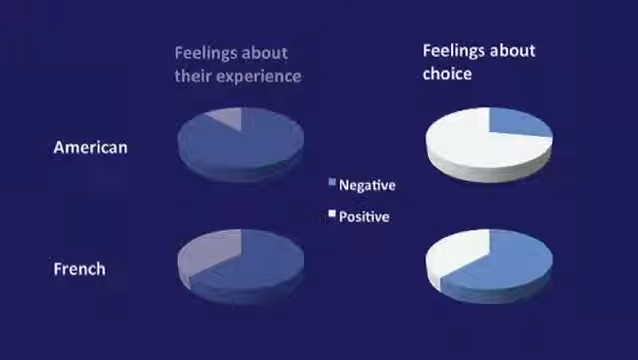 Feelings about
their experience
Feelings about
choice
American
Negative
Positive
French